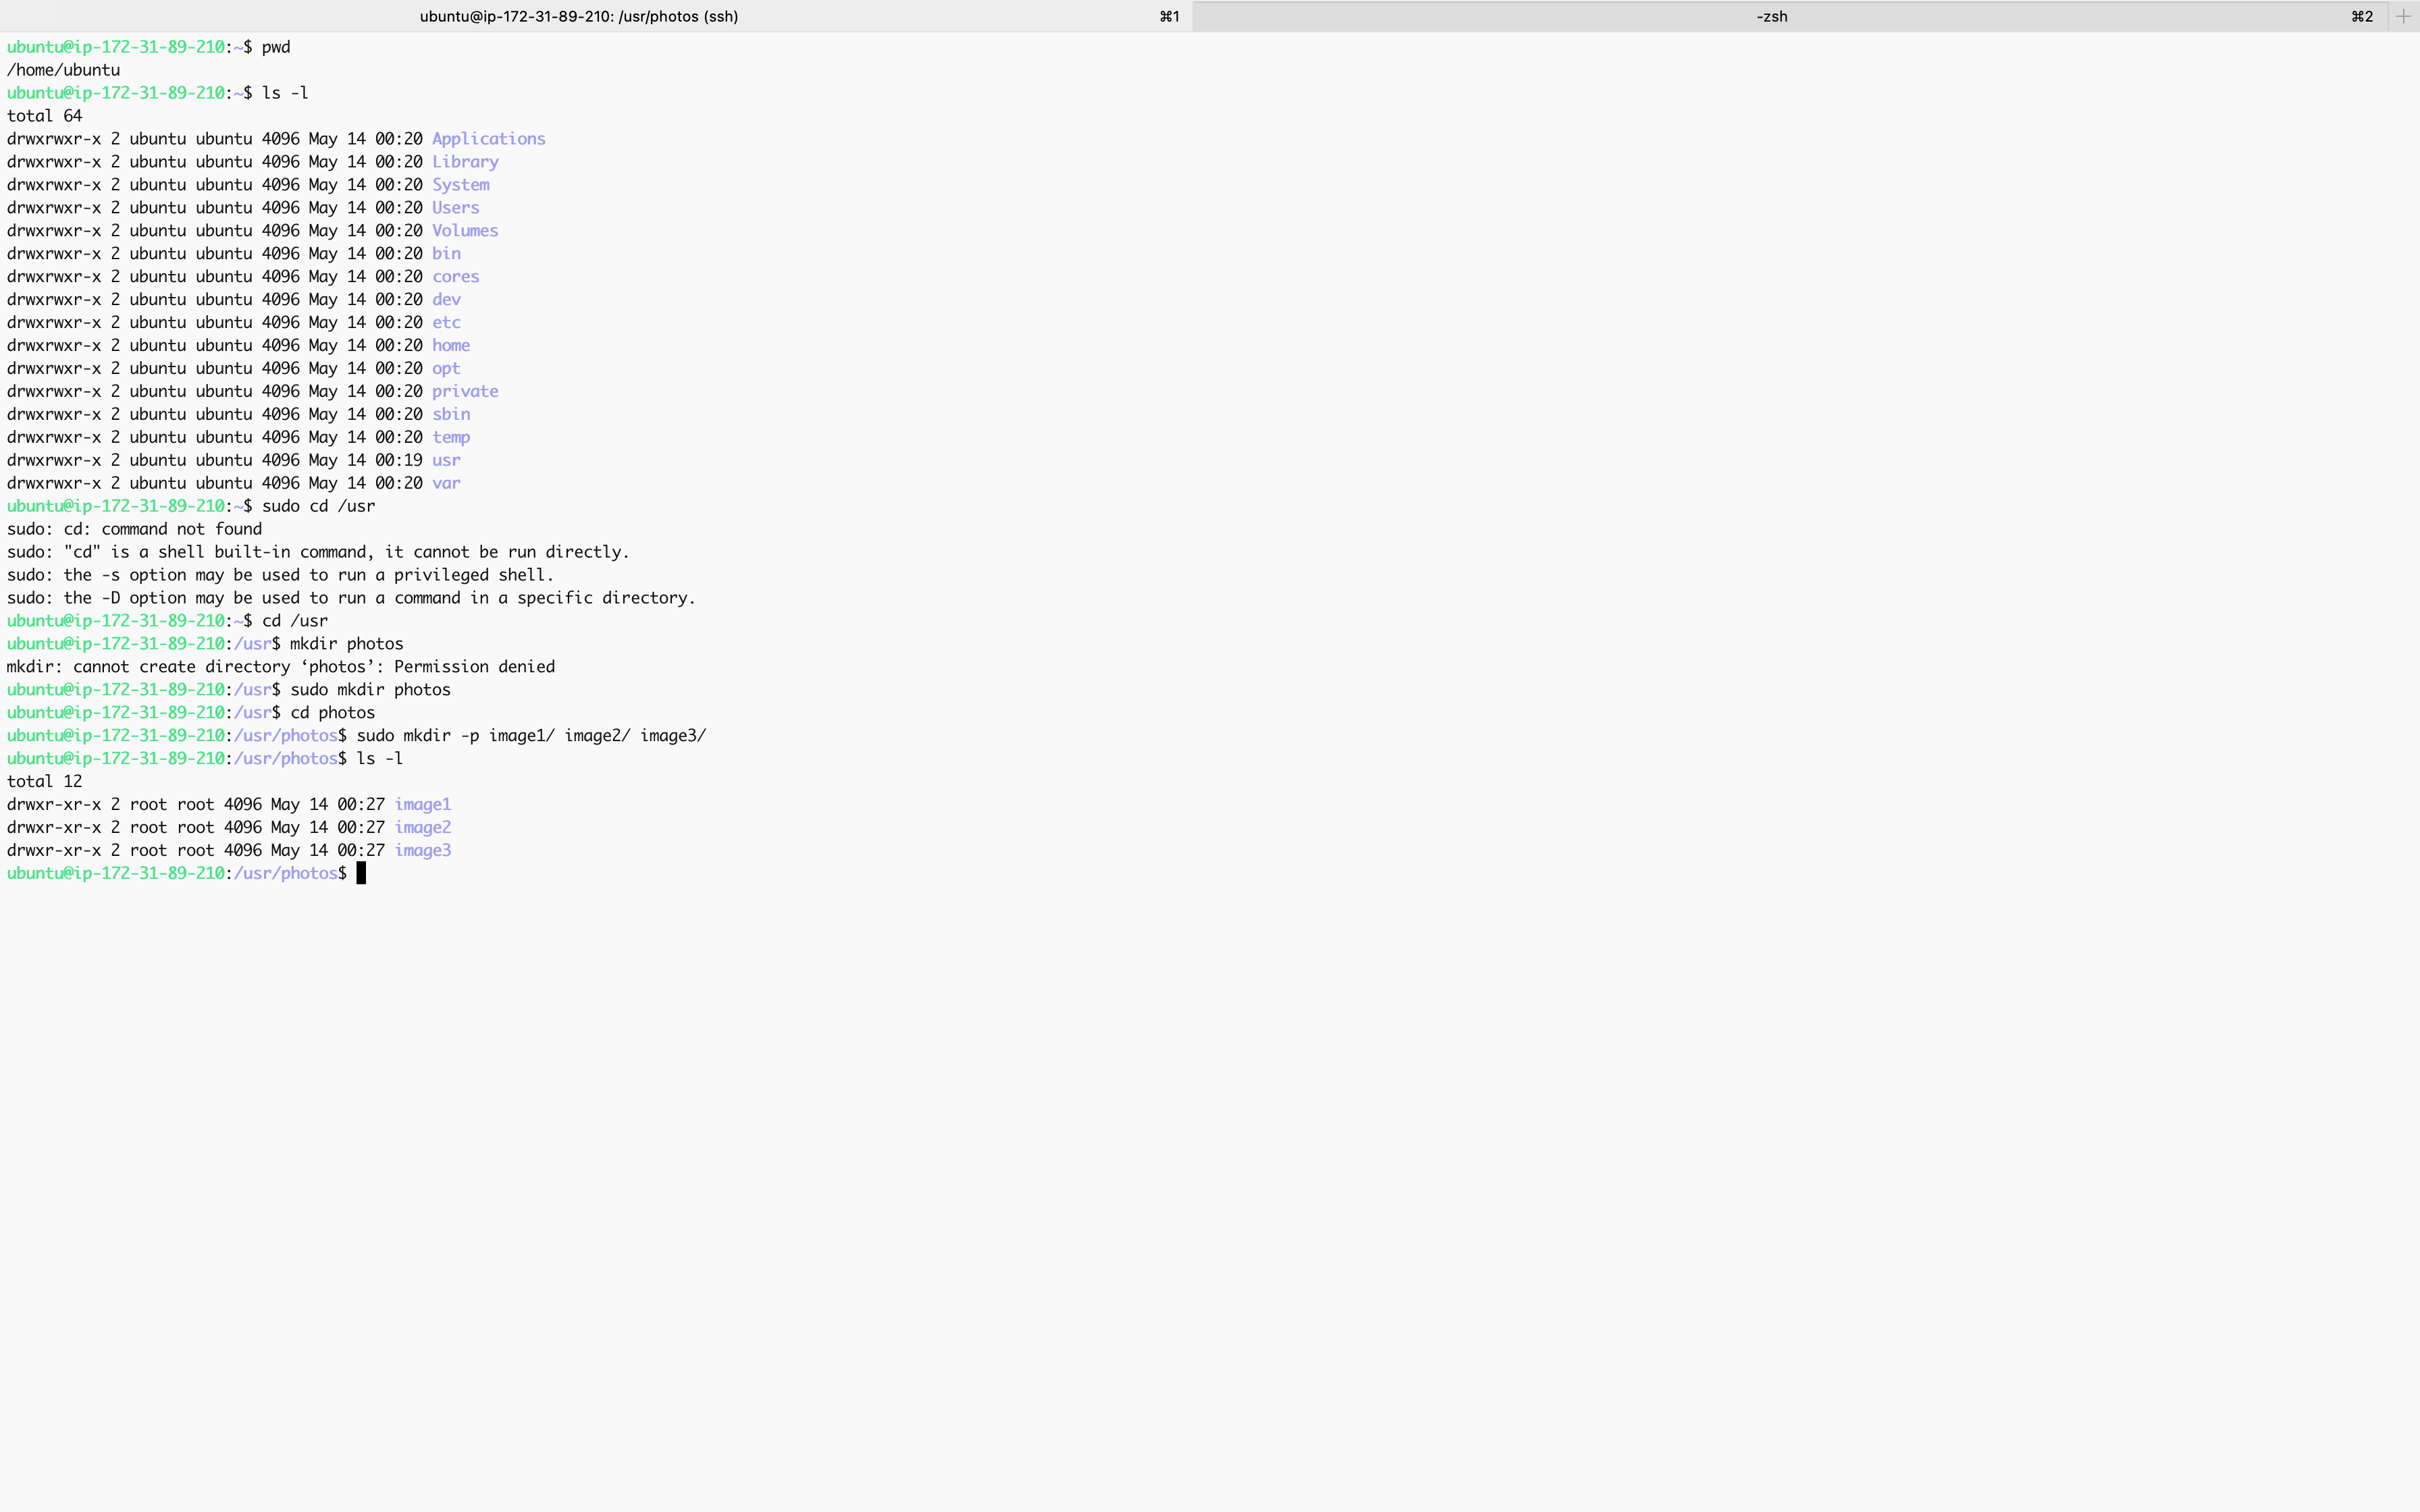 ubuntu@ip-172-31-89-210: /usr/photos (ssh) ⌘1 -zsh ⌘2 +
ubuntu@ip-172-31-89-210:~$ pwd
/home/ubuntu
ubuntu@ip-172-31-89-210:~$ ls -l
total 64
drwxrwxr-x 2 ubuntu ubuntu 4096 May 14 00:20 Applications
drwxrwxr-x 2 ubuntu ubuntu 4096 May 14 00:20 Library
drwxrwxr-x 2 ubuntu ubuntu 4096 May 14 00:20 System
drwxrwxr-x 2 ubuntu ubuntu 4096 May 14 00:20 Users
drwxrwxr-x 2 ubuntu ubuntu 4096 May 14 00:20 Volumes
drwxrwxr-x 2 ubuntu ubuntu 4096 May 14 00:20 bin
drwxrwxr-x 2 ubuntu ubuntu 4096 May 14 00:20 cores
drwxrwxr-x 2 ubuntu ubuntu 4096 May 14 00:20 dev
drwxrwxr-x 2 ubuntu ubuntu 4096 May 14 00:20 etc
drwxrwxr-x 2 ubuntu ubuntu 4096 May 14 00:20 home
drwxrwxr-x 2 ubuntu ubuntu 4096 May 14 00:20 opt
drwxrwxr-x 2 ubuntu ubuntu 4096 May 14 00:20 private
drwxrwxr-x 2 ubuntu ubuntu 4096 May 14 00:20 sbin
drwxrwxr-x 2 ubuntu ubuntu 4096 May 14 00:20 temp
drwxrwxr-x 2 ubuntu ubuntu 4096 May 14 00:19 usr
drwxrwxr-x 2 ubuntu ubuntu 4096 May 14 00:20 var
ubuntu@ip-172-31-89-210:~$ sudo cd /usr
sudo: cd: command not found
sudo: "cd" is a shell built-in command, it cannot be run directly.
sudo: the -s option may be used to run a privileged shell.
sudo: the -D option may be used to run a command in a specific directory.
ubuntu@ip-172-31-89-210:~$ cd /usr
ubuntu@ip-172-31-89-210:/usr$ mkdir photos
mkdir: cannot create directory ‘photos’: Permission denied
ubuntu@ip-172-31-89-210:/usr$ sudo mkdir photos
ubuntu@ip-172-31-89-210:/usr$ cd photos
ubuntu@ip-172-31-89-210:/usr/photos$ sudo mkdir -p image1/ image2/ image3/
ubuntu@ip-172-31-89-210:/usr/photos$ ls -l
total 12
drwxr-xr-x 2 root root 4096 May 14 00:27 image1
drwxr-xr-x 2 root root 4096 May 14 00:27 image2
drwxr-xr-x 2 root root 4096 May 14 00:27 image3
ubuntu@ip-172-31-89-210:/usr/photos$